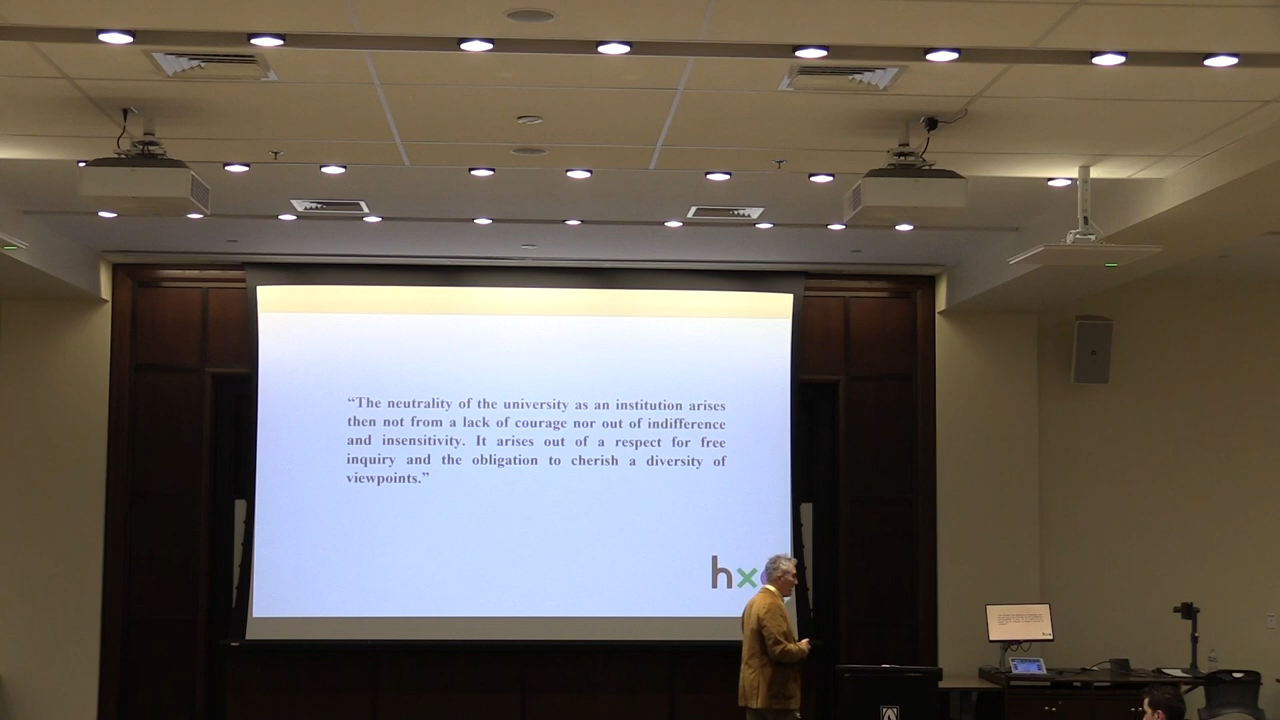 “The neutrality of the university as an institution arises
then not from a lack of courage nor out of indifference
and insensitivity. It arises out of a respect for free
inquiry and the obligation to cherish a diversity of
viewpoints.”
hx